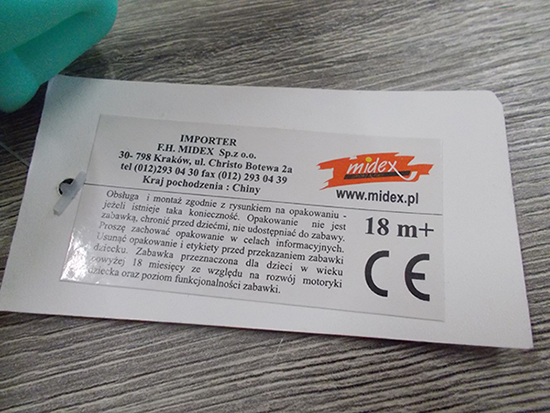 IMPORTER
F.H. MIDEX Sp.z o.o.
30- 798 Kraków, ul. Christo Botewa 2a
tel (012)293 04 30 fax (012) 293 04 39
Kraj pochodzenia : Chiny
midex
www.midex.pl
Obsługa i montaż zgodnie z rysunkiem na opakowaniu -
jeżeli istnieje taka konieczność. Opakowanie nie jest
zabawką, chronić przed dziećmi, nie udostępniać do zabawy.
Proszę zachować opakowanie w celach informacyjnych.
Usunąć opakowanie i etykiety przed przekazaniem zabawki
dziecku. Zabawka przeznaczona dla dzieci w wieku
powyżej 18 miesięcy ze względu na rozwój motoryki
dziecka oraz poziom funkcjonalności zabawki.
18 m+
CE